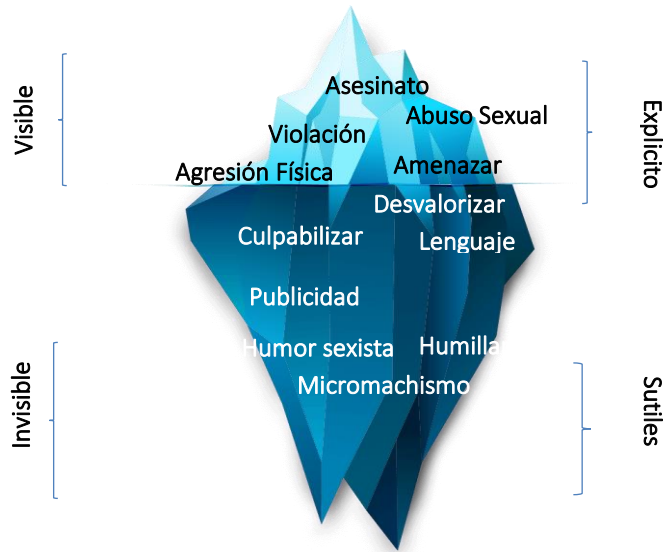 Asesinato
Abuso Sexual
Violación
Agresión Física
Amenazar
Desvalorizar
Culpabilizar
Lenguaje
Publicidad
Humor sexista
Humilla
Micromachismo
Visible
Invisible
Explicito
Sutiles